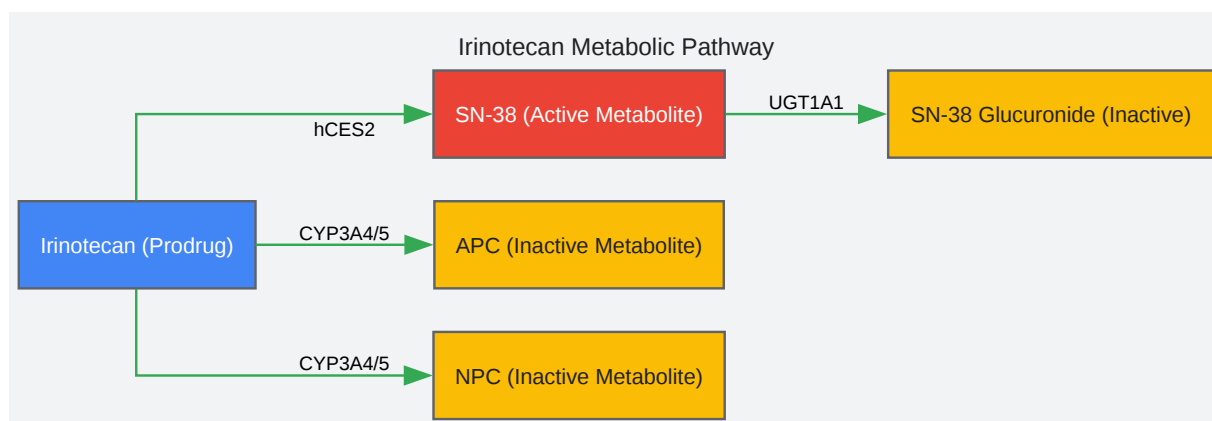 Irinotecan Metabolic Pathway
SN-38 (Active Metabolite)
UGT1A1
SN-38 Glucuronide (Inactive)
hCES2
Irinotecan (Prodrug)
CYP3A4/5
APC (Inactive Metabolite)
CYP3A4/5
NPC (Inactive Metabolite)